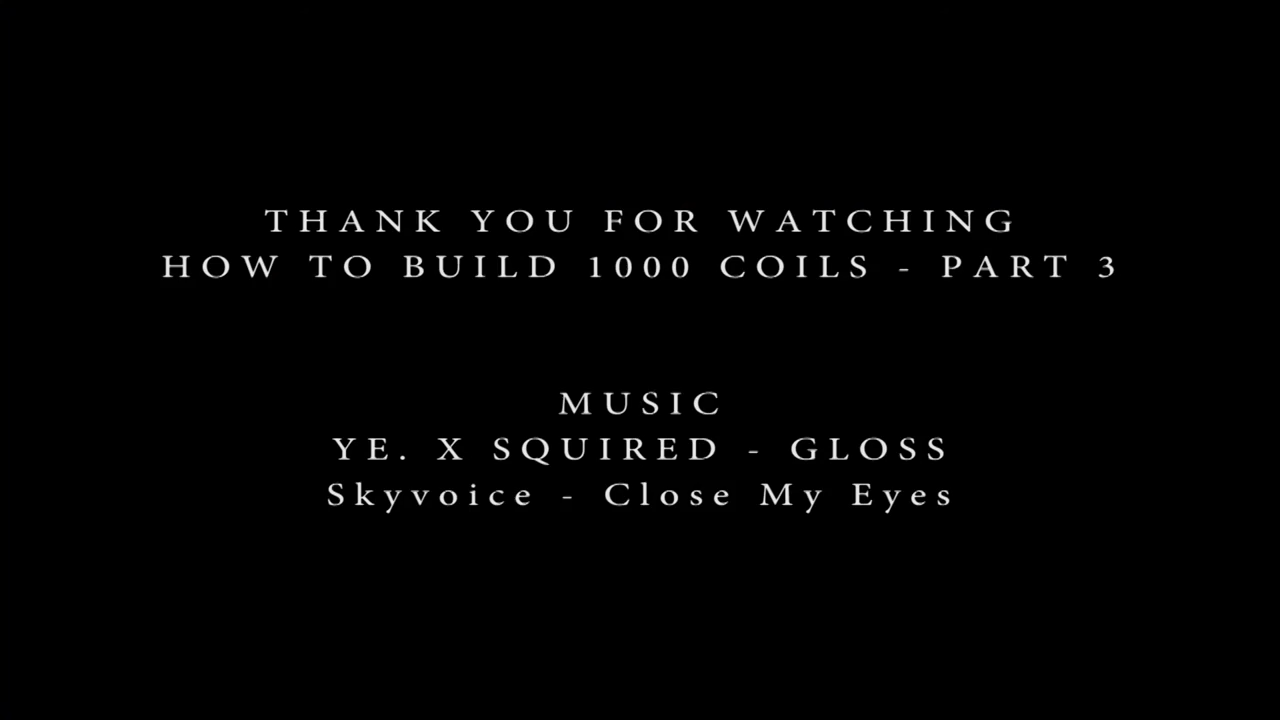 THANK YOU FOR WATCHING
HOW TO BUILD 1000 COILS - PART 3
MUSIC
YE. X SQUIRED - GLOSS
Skyvoice - Close My Eyes